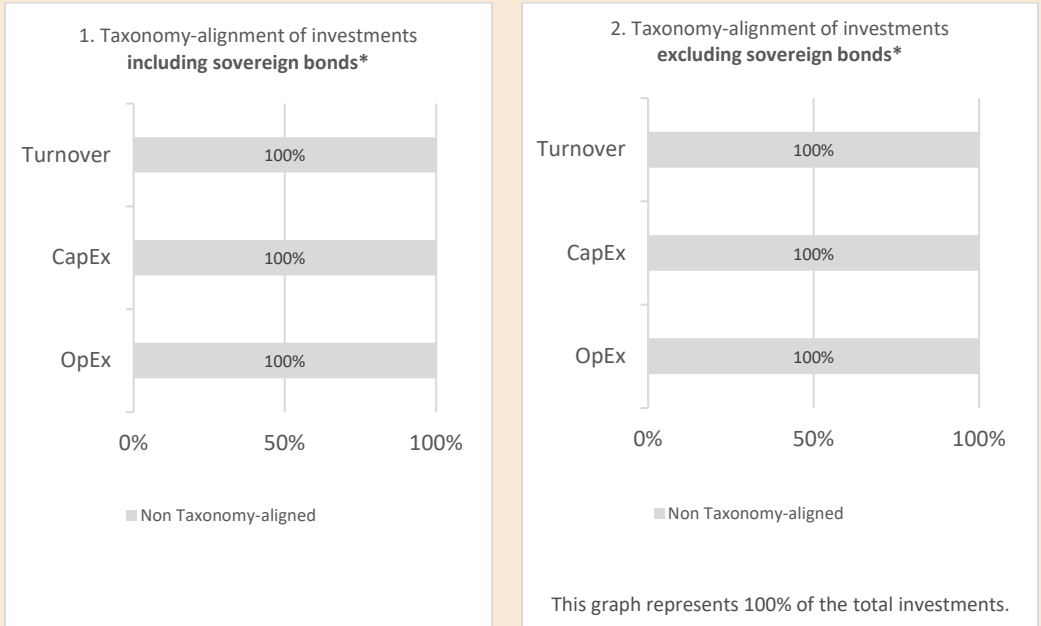 1. Taxonomy-alignment of investments
including sovereign bonds*
Turnover
100%
CapEx
100%
OpEx
100%
0%
50%
100%
Non Taxonomy-aligned
2. Taxonomy-alignment of investments
excluding sovereign bonds*
Turnover
100%
CapEx
100%
OpEx
100%
0%
50%
100%
Non Taxonomy-aligned
This graph represents 100% of the total investments.